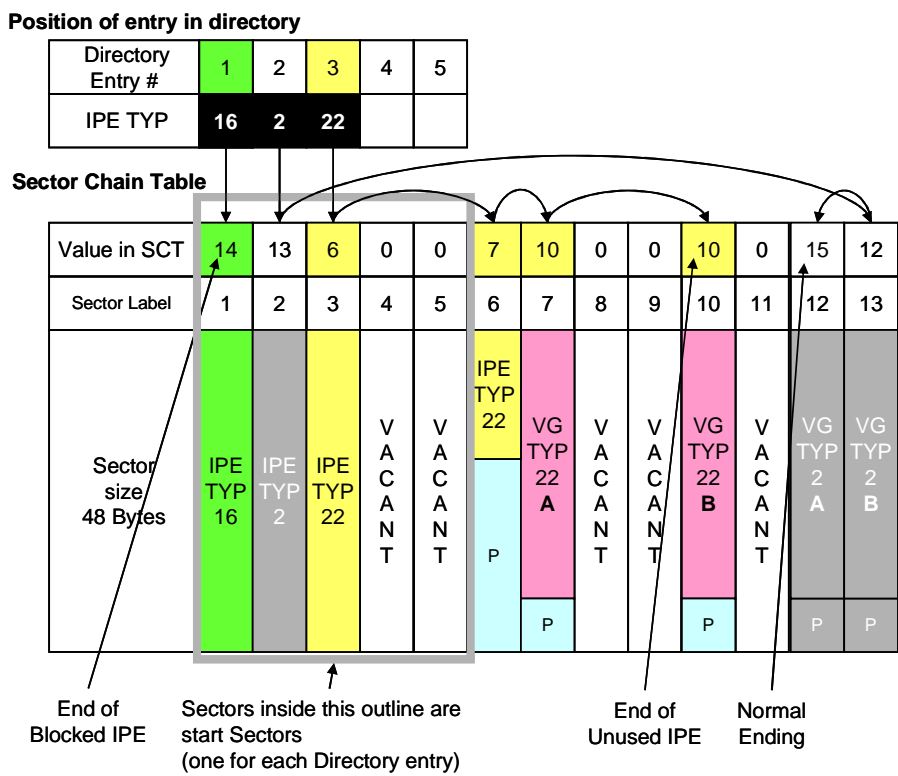 Position of entry in directory
Directory Entry # 1 2 3 4 5
IPE TYP 16 2 22
Sector Chain Table
Value in SCT 14 13 6 0 0 7 10 0 0 10 0 15 12
Sector Label 1 2 3 4 5 6 7 8 9 10 11 12 13
Sector size 48 Bytes
IPE TYP 16
IPE TYP 2
IPE TYP 22
VACANT
VACANT
IPE TYP 22
P
VG TYP 22 A
P
VACANT
VACANT
VG TYP 22 B
P
VACANT
VG TYP 2 A
P
VG TYP 2 B
P
End of Blocked IPE
Sectors inside this outline are
start Sectors
(one for each Directory entry)
End of Unused IPE
Normal Ending